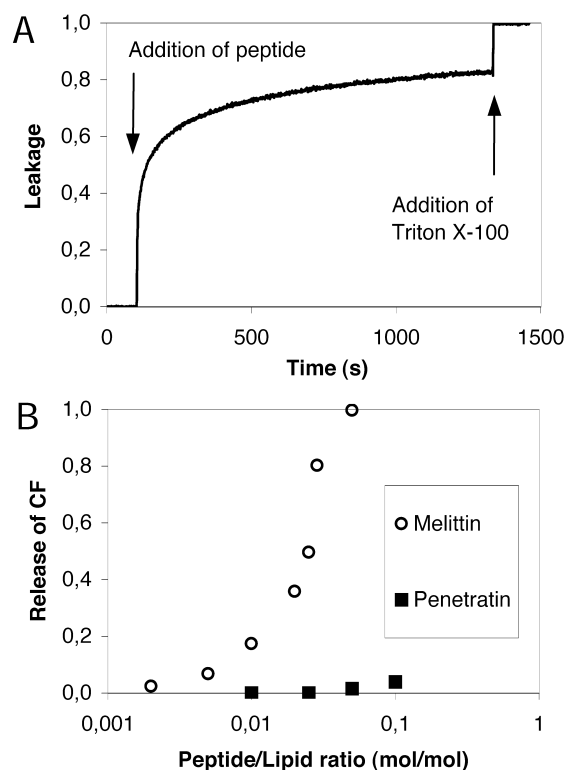 A
1,0
0,8
0,6
0,4
0,2
0,0
Leakage
Addition of peptide
Addition of
Triton X-100
0
500
1000
1500
Time (s)
B
1,0
0,8
0,6
0,4
0,2
0,0
Release of CF
Melittin
Penetratin
0,001
0,01
0,1
1
Peptide/Lipid ratio (mol/mol)